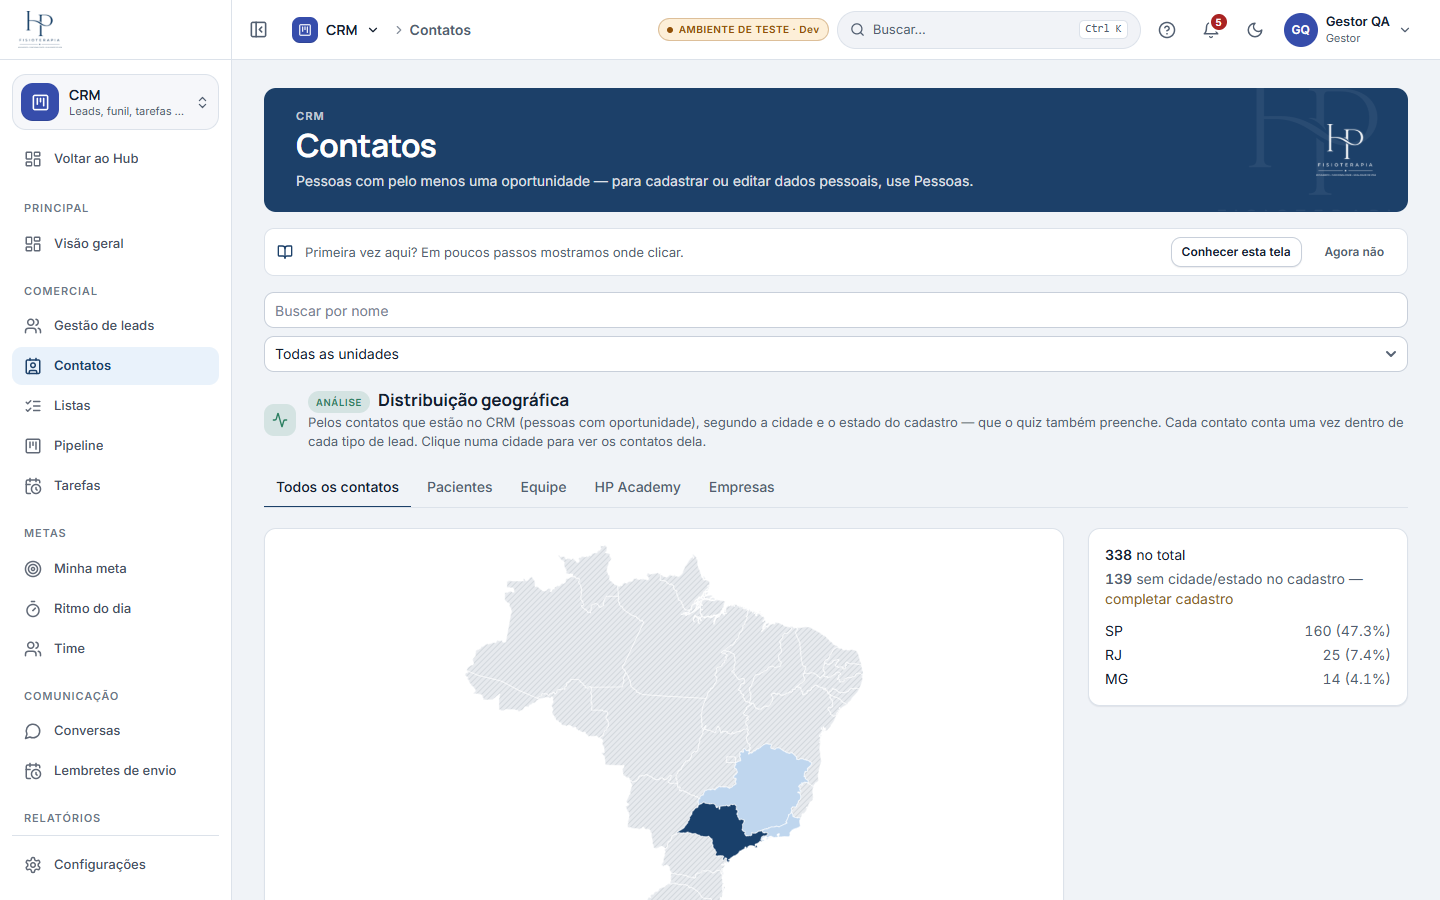 HP
FISIOTERAPIA
CRM
Leads, funil, tarefas ...
Voltar ao Hub
PRINCIPAL
Visão geral
COMERCIAL
Gestão de leads
Contatos
Listas
Pipeline
Tarefas
METAS
Minha meta
Ritmo do dia
Time
COMUNICAÇÃO
Conversas
Lembretes de envio
RELATÓRIOS
Configurações
CRM
Contatos
AMBIENTE DE TESTE · Dev
Buscar...
Ctrl K
5
GQ
Gestor QA
Gestor
CRM
Contatos
Pessoas com pelo menos uma oportunidade — para cadastrar ou editar dados pessoais, use Pessoas.
HP
FISIOTERAPIA
Primeira vez aqui? Em poucos passos mostramos onde clicar.
Conhecer esta tela
Agora não
Buscar por nome
Todas as unidades
ANÁLISE
Distribuição geográfica
Pelos contatos que estão no CRM (pessoas com oportunidade), segundo a cidade e o estado do cadastro — que o quiz também preenche. Cada contato conta uma vez dentro de
cada tipo de lead. Clique numa cidade para ver os contatos dela.
Todos os contatos
Pacientes
Equipe
HP Academy
Empresas
338 no total
139 sem cidade/estado no cadastro —
completar cadastro
SP 160 (47.3%)
RJ 25 (7.4%)
MG 14 (4.1%)